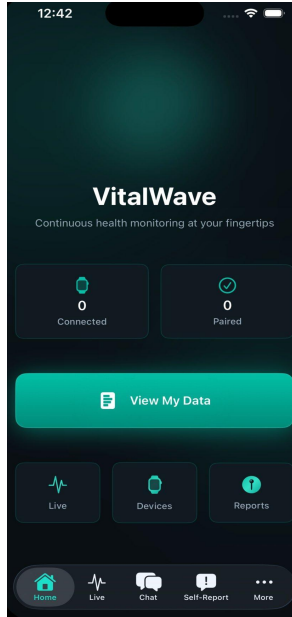 12:42
VitalWave
Continuous health monitoring at your fingertips
0
0
Connected
Paired
View My Data
Live
Devices
Reports
Home
Live
Chat
Self-Report
More